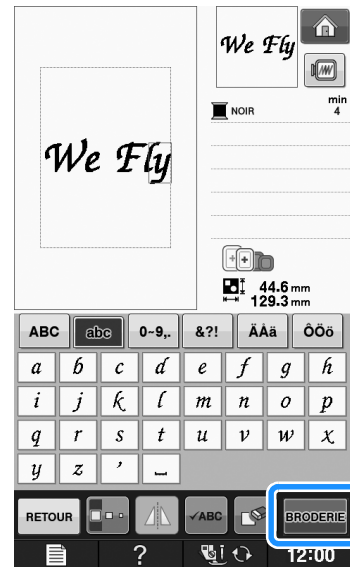 We Fly
We Fly
NOIR
min
4
44.6 mm
129.3 mm
ABC abc 0~9,. &?! ÄÅä ÔÖö
a b c d e f g h
i j k l m n o p
q r s t u v w x
y z ’ ⌴
RETOUR ✓ABC BRODERIE
? 12:00